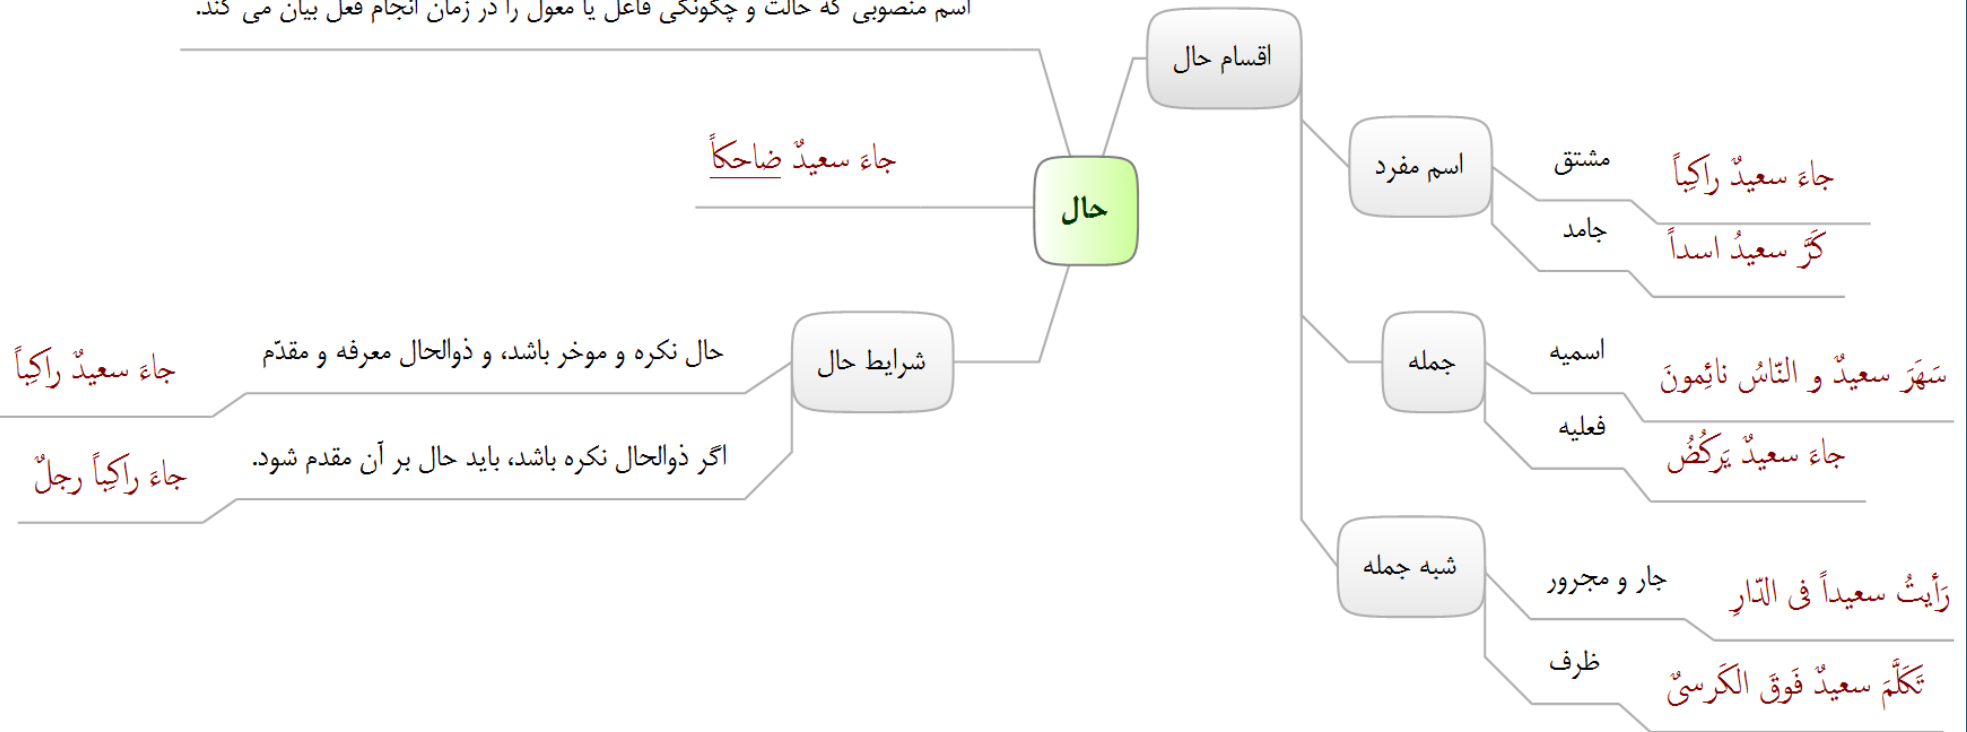 اسم منصوبی که حالت و چگونگی فاعل یا معول را در زمان انجام فعل بیان می کند.
جاءَ سعیدٌ ضاحکاً
حال
اقسام حال
اسم مفرد
مشتق
جاءَ سعیدٌ راکِباً
جامد
کَرَّ سعیدُ اسداً
جمله
اسمیه
سَهَرَ سعیدٌ و النّاسُ نائِمونَ
فعلیه
جاءَ سعیدٌ یَرکُضُ
شبه جمله
جار و مجرور
رَأیتُ سعیداً فی الدّارِ
ظرف
تَکَلَّمَ سعیدٌ فَوقَ الکَرسیٌ
شرایط حال
حال نکره و موخر باشد، و ذوالحال معرفه و مقدّم
جاءَ سعیدٌ راکِباً
اگر ذوالحال نکره باشد، باید حال بر آن مقدم شود.
جاءَ راکِباً رجلٌ